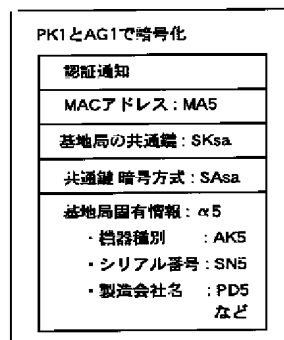 PK1とAG1で暗号化
認証通知
MACアドレス：MA5
基地局の共通鍵：SKsa
共通鍵 暗号方式：SAsa
基地局固有情報：α5
・機器種別　：AK5
・シリアル番号：SN5
・製造会社名　：PD5
など